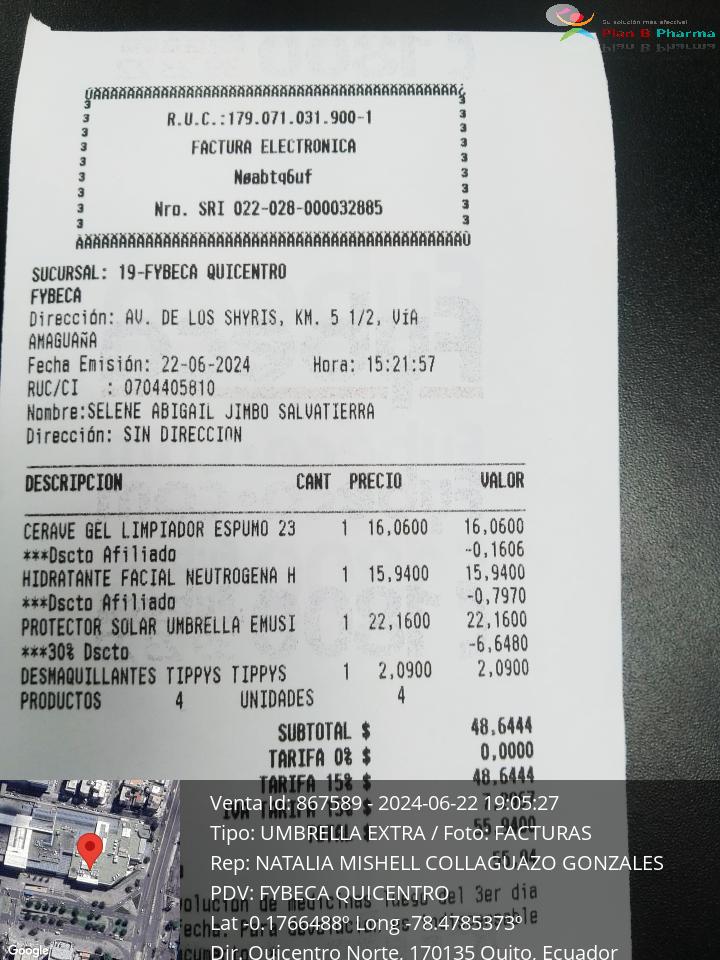 Su solución más efectiva!
Plan B Pharma
R.U.C.:179.071.031.900-1
FACTURA ELECTRONICA
Nøabtq6uf
Nro. SRI 022-028-000032885
SUCURSAL: 19-FYBECA QUICENTRO
FYBECA
Dirección: AV. DE LOS SHYRIS, KM. 5 1/2, VíA
AMAGUAñA
Fecha Emisión: 22-06-2024 Hora: 15:21:57
RUC/CI : 0704405810
Nombre:SELENE ABIGAIL JIMBO SALVATIERRA
Dirección: SIN DIRECCION
DESCRIPCION CANT PRECIO VALOR
CERAVE GEL LIMPIADOR ESPUMO 23 1 16,0600 16,0600
***Dscto Afiliado -0,1606
HIDRATANTE FACIAL NEUTROGENA H 1 15,9400 15,9400
***Dscto Afiliado -0,7970
PROTECTOR SOLAR UMBRELLA EMUSI 1 22,1600 22,1600
***30% Dscto -6,6480
DESMAQUILLANTES TIPPYS TIPPYS 1 2,0900 2,0900
PRODUCTOS 4 UNIDADES 4
SUBTOTAL $ 48,6444
TARIFA 0% $ 0,0000
TARIFA 15% $ 48,6444
Venta Id: 867589 - 2024-06-22 19:05:27
Tipo: UMBRELLA EXTRA / Foto: FACTURAS
Rep: NATALIA MISHELL COLLAGUAZO GONZALES
PDV: FYBECA QUICENTRO
Lat -0.1766488° Long -78.4785373°
Dir. Quicentro Norte, 170135 Quito, Ecuador
Google